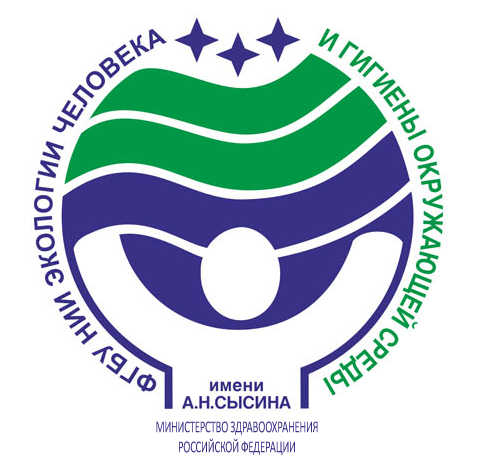 ФГБУ НИИ ЭКОЛОГИИ ЧЕЛОВЕКА
И ГИГИЕНЫ ОКРУЖАЮЩЕЙ СРЕДЫ
имени
А.Н.СЫСИНА
МИНИСТЕРСТВО ЗДРАВООХРАНЕНИЯ
РОССИЙСКОЙ ФЕДЕРАЦИИ